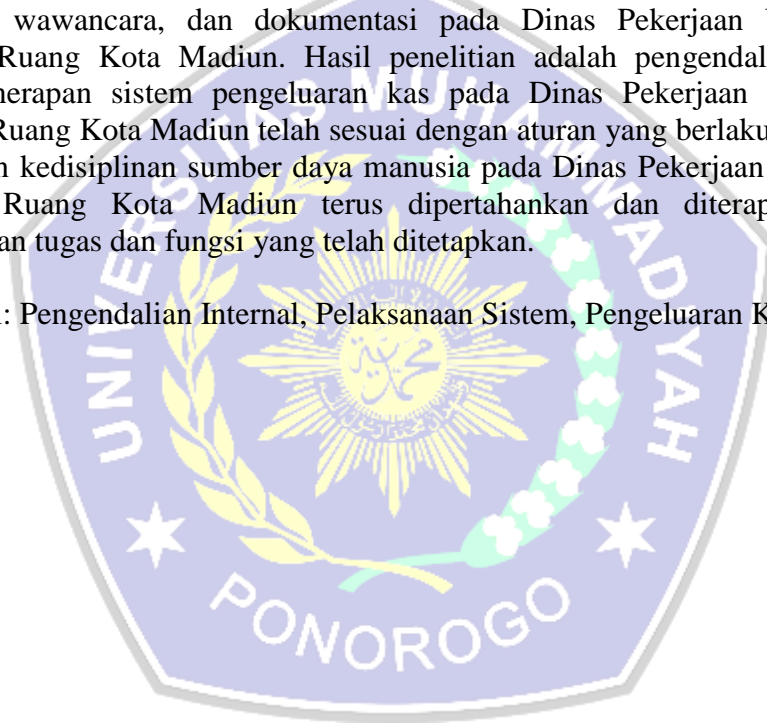 wawancara, dan dokumentasi pada Dinas Pekerjaan
Ruang Kota Madiun. Hasil penelitian adalah pengendal
nerapan sistem pengeluaran kas pada Dinas Pekerjaan
Ruang Kota Madiun telah sesuai dengan aturan yang berlaku
n kedisiplinan sumber daya manusia pada Dinas Pekerjaan
Ruang Kota Madiun terus dipertahankan dan diterap
an tugas dan fungsi yang telah ditetapkan.
: Pengendalian Internal, Pelaksanaan Sistem, Pengeluaran K
UNIVERSITAS MUHAMMADIYAH
PONOROGO